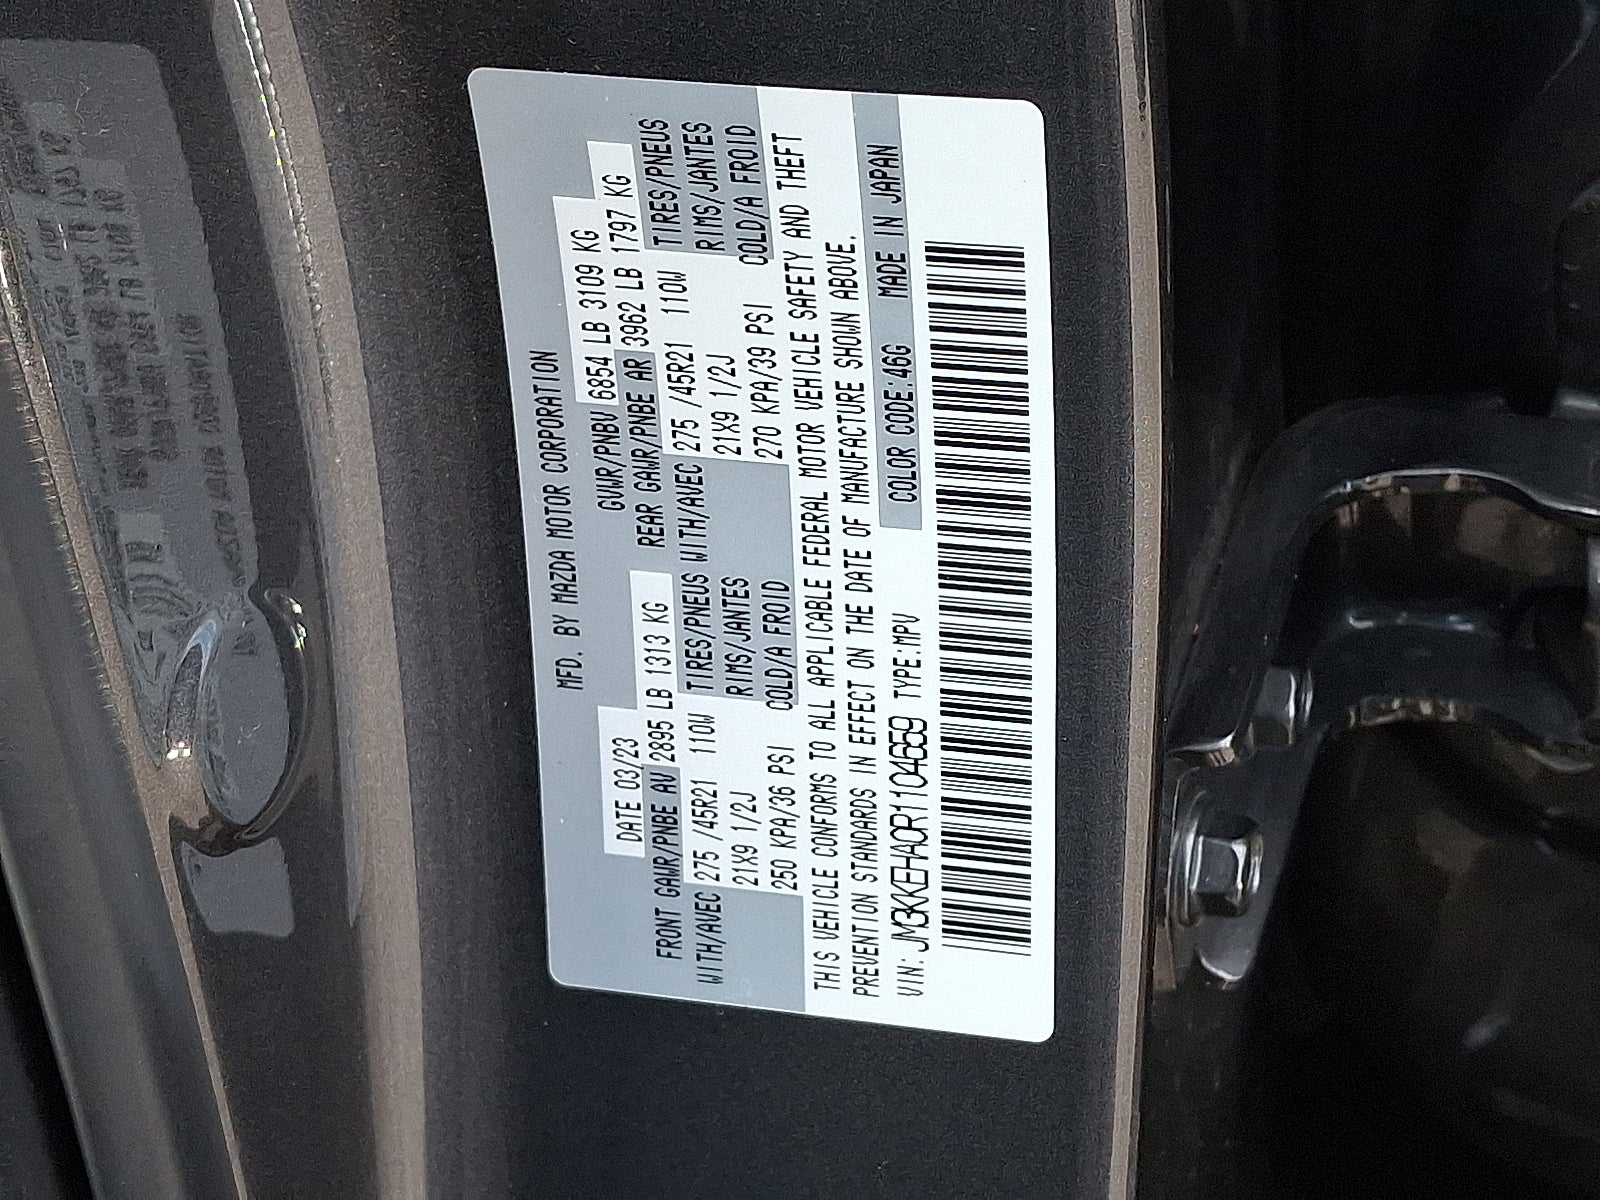 MFD. BY MAZDA MOTOR CORPORATION
DATE 03/23 GVWR/PNBV 6854 LB 3109 KG
FRONT GAWR/PNBE AV 2895 LB 1313 KG REAR GAWR/PNBE AR 3962 LB 1797 KG
WITH/AVEC 275 /45R21 110W TIRES/PNEUS WITH/AVEC 275 /45R21 110W TIRES/PNEUS
21X9 1/2J RIMS/JANTES 21X9 1/2J RIMS/JANTES
250 KPA/36 PSI COLD/A FROID 270 KPA/39 PSI COLD/A FROID
THIS VEHICLE CONFORMS TO ALL APPLICABLE FEDERAL MOTOR VEHICLE SAFETY AND THEFT
PREVENTION STANDARDS IN EFFECT ON THE DATE OF MANUFACTURE SHOWN ABOVE.
VIN: JM3KKEHA0R1104669 TYPE:MPV COLOR CODE:46G MADE IN JAPAN